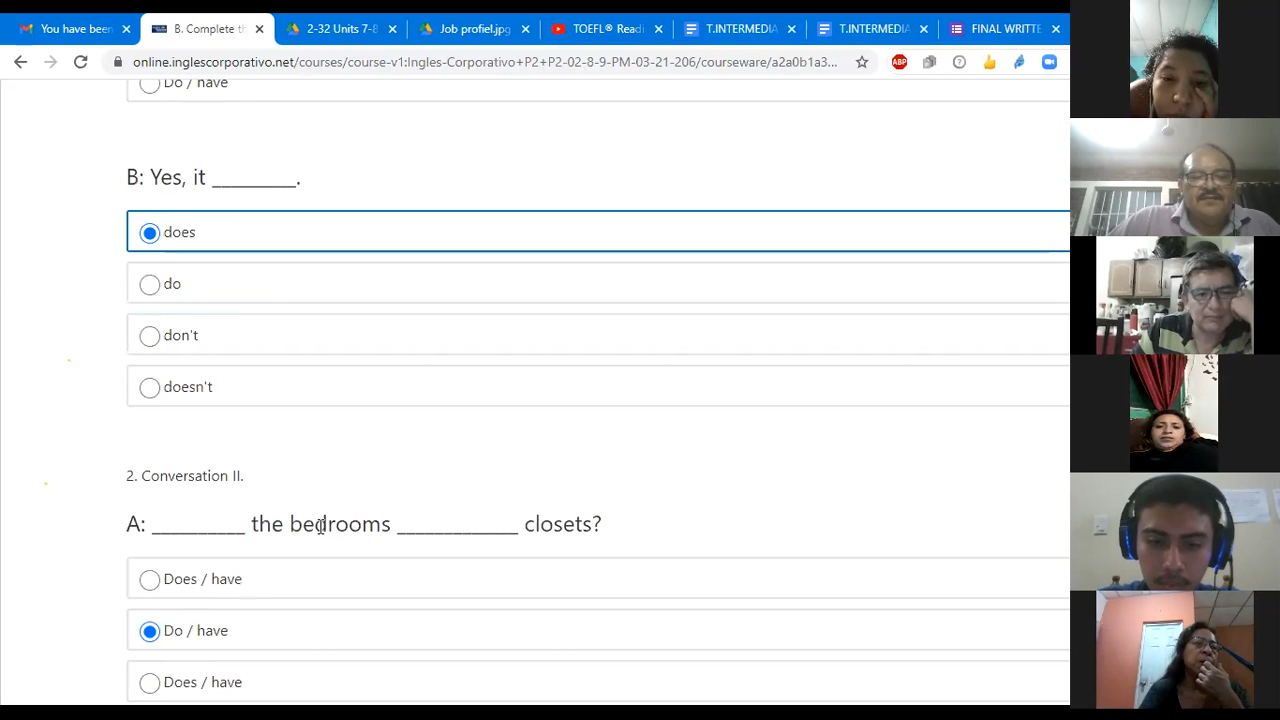 You have been
B. Complete th
2-32 Units 7-8
Job profiel.jpg
TOEFL® Readi
T.INTERMEDIA
T.INTERMEDIA
FINAL WRITTE
online.inglescorporativo.net/courses/course-v1:Ingles-Corporativo+P2+P2-02-8-9-PM-03-21-206/courseware/a2a0b1a3...
ABP
Do / have
B: Yes, it _________.
does
do
don't
doesn't
2. Conversation II.
A: __________ the bedrooms _____________ closets?
Does / have
Do / have
Does / have